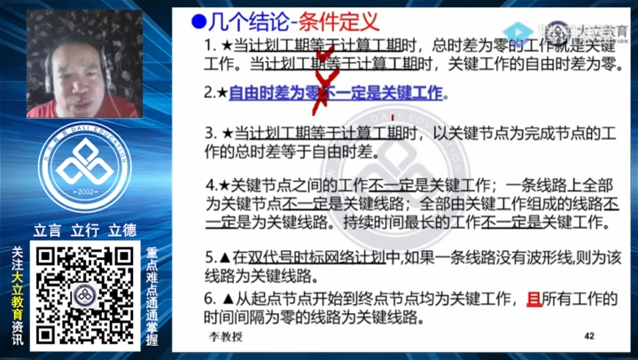 ●几个结论-条件定义
1. ★当计划工期等于计算工期时，总时差为零的工作就是关键
工作。当计划工期等于计算工期时，关键工作的自由时差为零。
2.★自由时差为零不一定是关键工作。
3. ★当计划工期等于计算工期时，以关键节点为完成节点的工
作的总时差等于自由时差。
4.★关键节点之间的工作不一定是关键工作；一条线路上全部
为关键节点不一定是关键线路；全部由关键工作组成的线路不
一定是为关键线路。持续时间最长的工作不一定是关键工作。
5.▲在双代号时标网络计划中,如果一条线路没有波形线，则为该
线路为关键线路。
6. ▲从起点节点开始到终点节点均为关键工作，且所有工作的
时间间隔为零的线路为关键线路。
李教授
42
DALI EDUCATION
-2002-
立言 立行 立德
关注大立教育资讯
重点难点通通掌握
教育